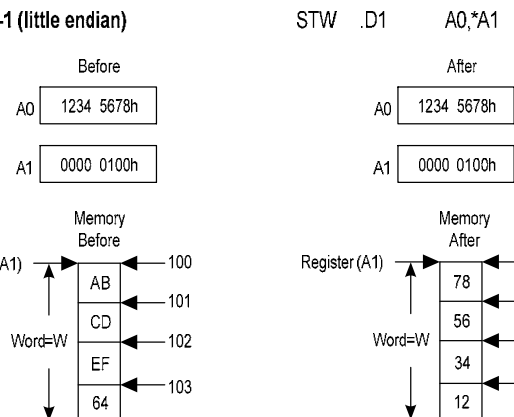 -1 (little endian) STW .D1 A0,*A1
Before After
A0 1234 5678h A0 1234 5678h
A1 0000 0100h A1 0000 0100h
Memory Memory
Before After
A1) 100 Register (A1)
AB 78
101
CD 56
Word=W 102 Word=W
EF 34
103
64 12